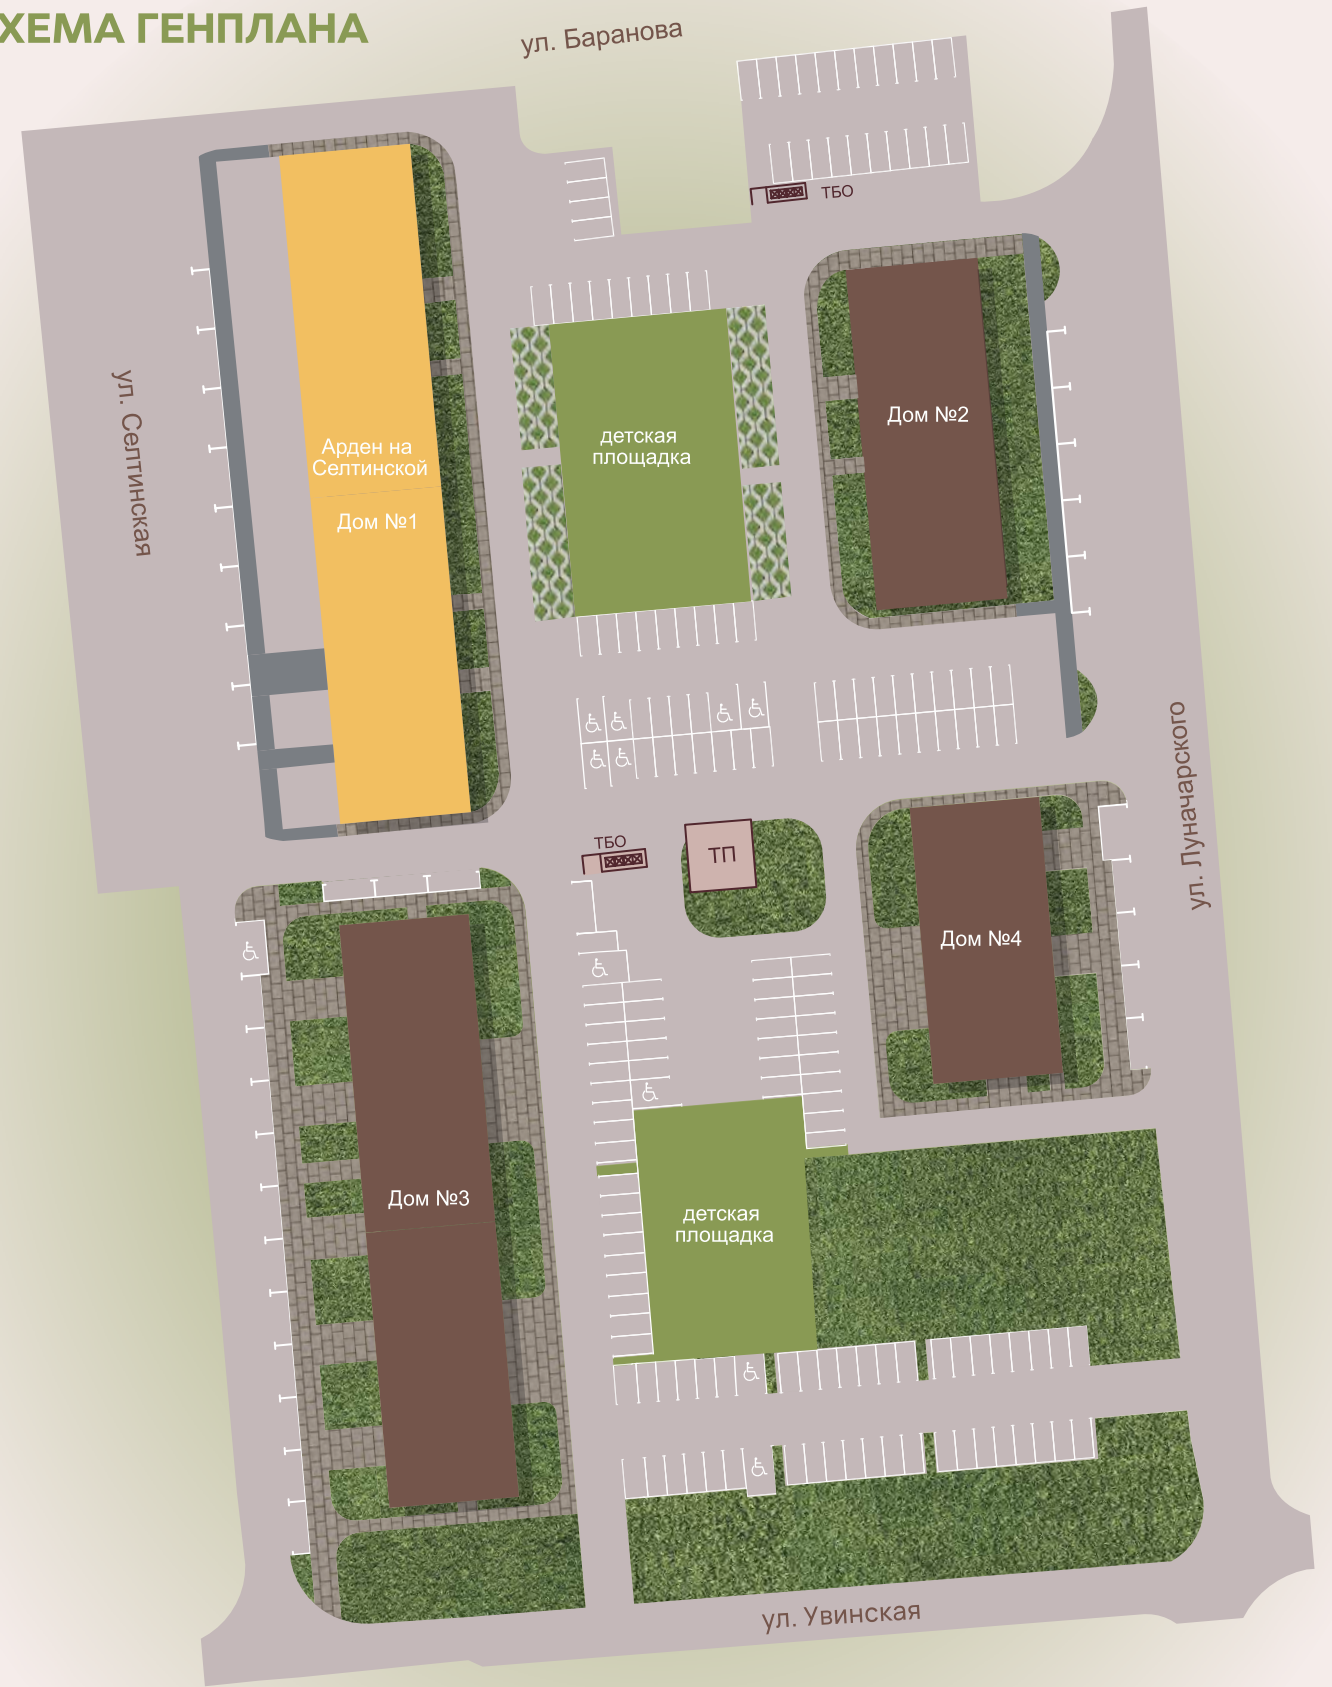 ХЕМА ГЕНПЛАНА
ул. Баранова
ТБО
ул. Селтинская
Арден на
Селтинской
Дом №1
детская
площадка
Дом №2
ул. Луначарского
ТБО
ТП
Дом №4
Дом №3
детская
площадка
ул. Увинская